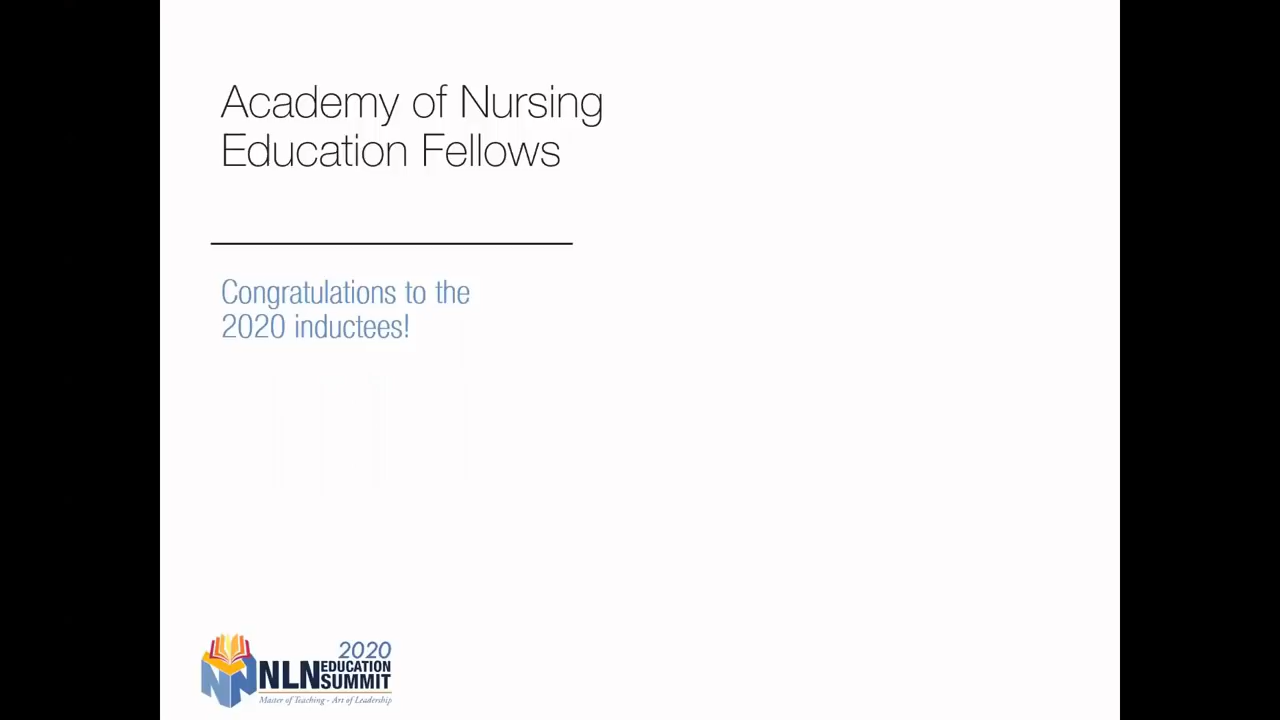 Academy of Nursing
Education Fellows
Congratulations to the
2020 inductees!
2020
NLN EDUCATION
SUMMIT
Master of Teaching - Art of Leadership